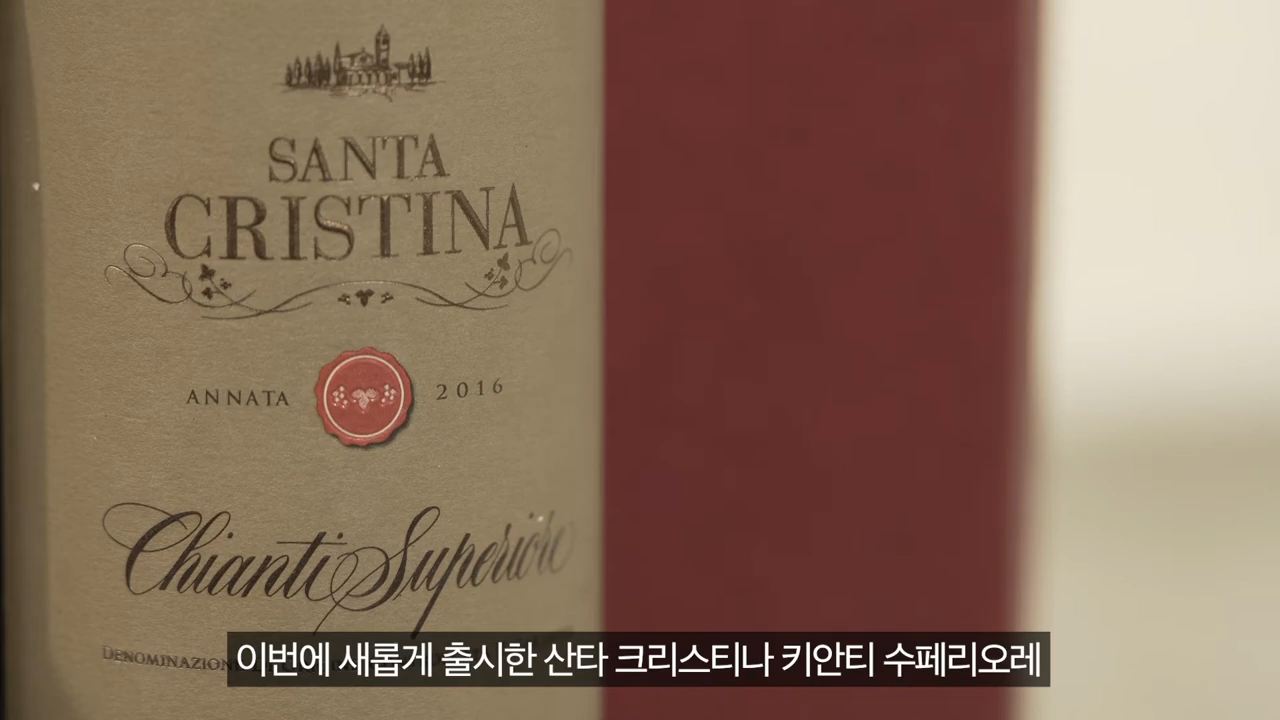 SANTA
CRISTINA
ANNATA 2016
Chianti Superiore
이번에 새롭게 출시한 산타 크리스티나 키안티 수페리오레